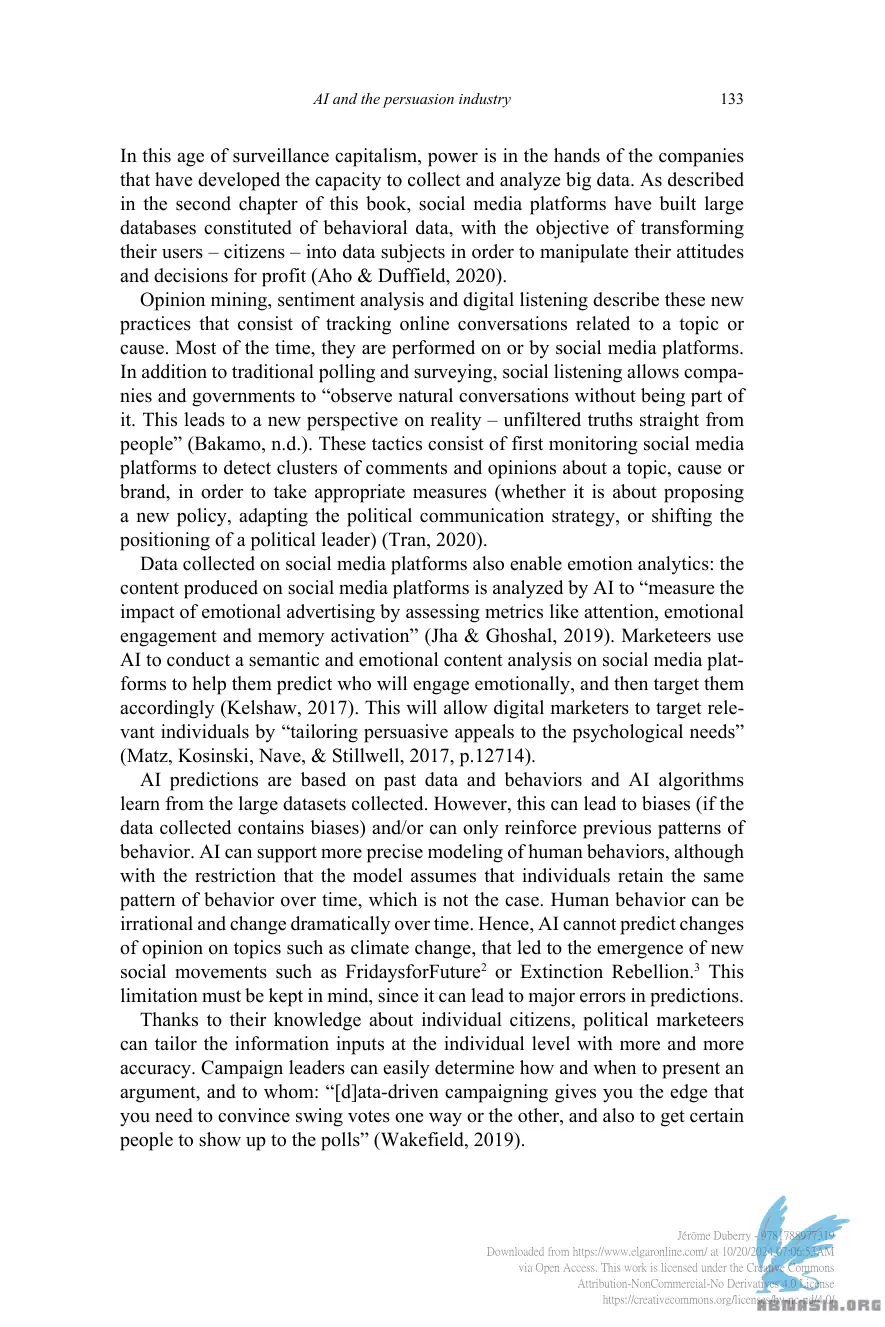 AI and the persuasion industry 133
In this age of surveillance capitalism, power is in the hands of the companies
that have developed the capacity to collect and analyze big data. As described
in the second chapter of this book, social media platforms have built large
databases constituted of behavioral data, with the objective of transforming
their users – citizens – into data subjects in order to manipulate their attitudes
and decisions for profit (Aho & Duffield, 2020).
Opinion mining, sentiment analysis and digital listening describe these new
practices that consist of tracking online conversations related to a topic or
cause. Most of the time, they are performed on or by social media platforms.
In addition to traditional polling and surveying, social listening allows compa-
nies and governments to “observe natural conversations without being part of
it. This leads to a new perspective on reality – unfiltered truths straight from
people” (Bakamo, n.d.). These tactics consist of first monitoring social media
platforms to detect clusters of comments and opinions about a topic, cause or
brand, in order to take appropriate measures (whether it is about proposing
a new policy, adapting the political communication strategy, or shifting the
positioning of a political leader) (Tran, 2020).
Data collected on social media platforms also enable emotion analytics: the
content produced on social media platforms is analyzed by AI to “measure the
impact of emotional advertising by assessing metrics like attention, emotional
engagement and memory activation” (Jha & Ghoshal, 2019). Marketeers use
AI to conduct a semantic and emotional content analysis on social media plat-
forms to help them predict who will engage emotionally, and then target them
accordingly (Kelshaw, 2017). This will allow digital marketers to target rele-
vant individuals by “tailoring persuasive appeals to the psychological needs”
(Matz, Kosinski, Nave, & Stillwell, 2017, p.12714).
AI predictions are based on past data and behaviors and AI algorithms
learn from the large datasets collected. However, this can lead to biases (if the
data collected contains biases) and/or can only reinforce previous patterns of
behavior. AI can support more precise modeling of human behaviors, although
with the restriction that the model assumes that individuals retain the same
pattern of behavior over time, which is not the case. Human behavior can be
irrational and change dramatically over time. Hence, AI cannot predict changes
of opinion on topics such as climate change, that led to the emergence of new
social movements such as FridaysforFuture² or Extinction Rebellion.³ This
limitation must be kept in mind, since it can lead to major errors in predictions.
Thanks to their knowledge about individual citizens, political marketeers
can tailor the information inputs at the individual level with more and more
accuracy. Campaign leaders can easily determine how and when to present an
argument, and to whom: “[d]ata-driven campaigning gives you the edge that
you need to convince swing votes one way or the other, and also to get certain
people to show up to the polls” (Wakefield, 2019).
Jérôme Duberry - 9781788977319
Downloaded from https://www.elgaronline.com/ at 10/20/2024 07:06:53AM
via Open Access. This work is licensed under the Creative Commons
Attribution-NonCommercial-No Derivatives 4.0 License
https://creativecommons.org/licenses/by-nc-nd/4.0/
ABTWASIA.ORG